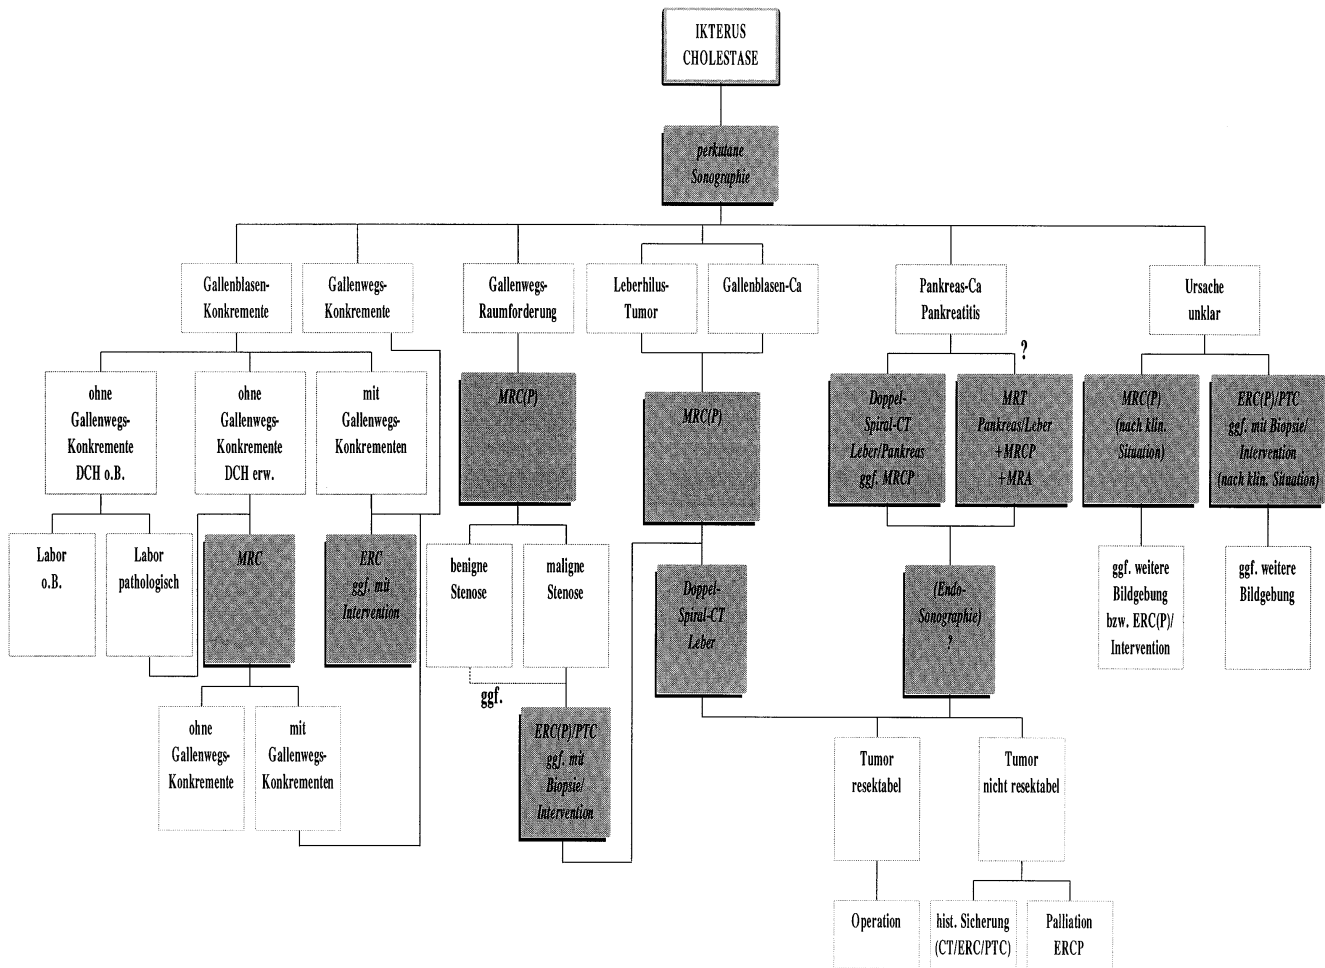 IKTERUS
CHOLESTASE
perkutane
Sonographie
Gallenblasen-
Konkremente
Gallenwegs-
Konkremente
Gallenwegs-
Raumforderung
Leberhilus-
Tumor
Gallenblasen-Ca
Pankreas-Ca
Pankreatitis
Ursache
unklar
?
ohne
Gallenwegs-
Konkremente
DCH o.B.
ohne
Gallenwegs-
Konkremente
DCH erw.
mit
Gallenwegs-
Konkrementen
MRC(P)
MRC(P)
Doppel-
Spiral-CT
Leber/Pankreas
ggf. MRCP
MRT
Pankreas/Leber
+MRCP
+MRA
MRC(P)
(nach klin.
Situation)
ERC(P)/PTC
ggf. mit Biopsie/
Intervention
(nach klin. Situation)
Labor
o.B.
Labor
pathologisch
MRC
ERC
ggf. mit
Intervention
benigne
Stenose
maligne
Stenose
Doppel-
Spiral-CT
Leber
(Endo-
Sonographie)
?
ggf. weitere
Bildgebung
bzw. ERC(P)/
Intervention
ggf. weitere
Bildgebung
ggf.
ohne
Gallenwegs-
Konkremente
mit
Gallenwegs-
Konkrementen
ERC(P)/PTC
ggf. mit
Biopsie/
Intervention
Tumor
resektabel
Tumor
nicht resektabel
Operation
hist. Sicherung
(CT/ERC/PTC)
Palliation
ERCP